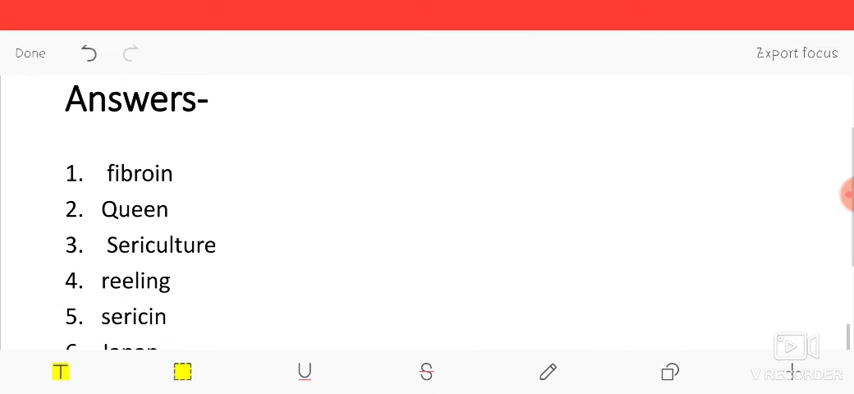 Done
Export focus
Answers-
1. fibroin
2. Queen
3. Sericulture
4. reeling
5. sericin
T
U
S
V RECORDER